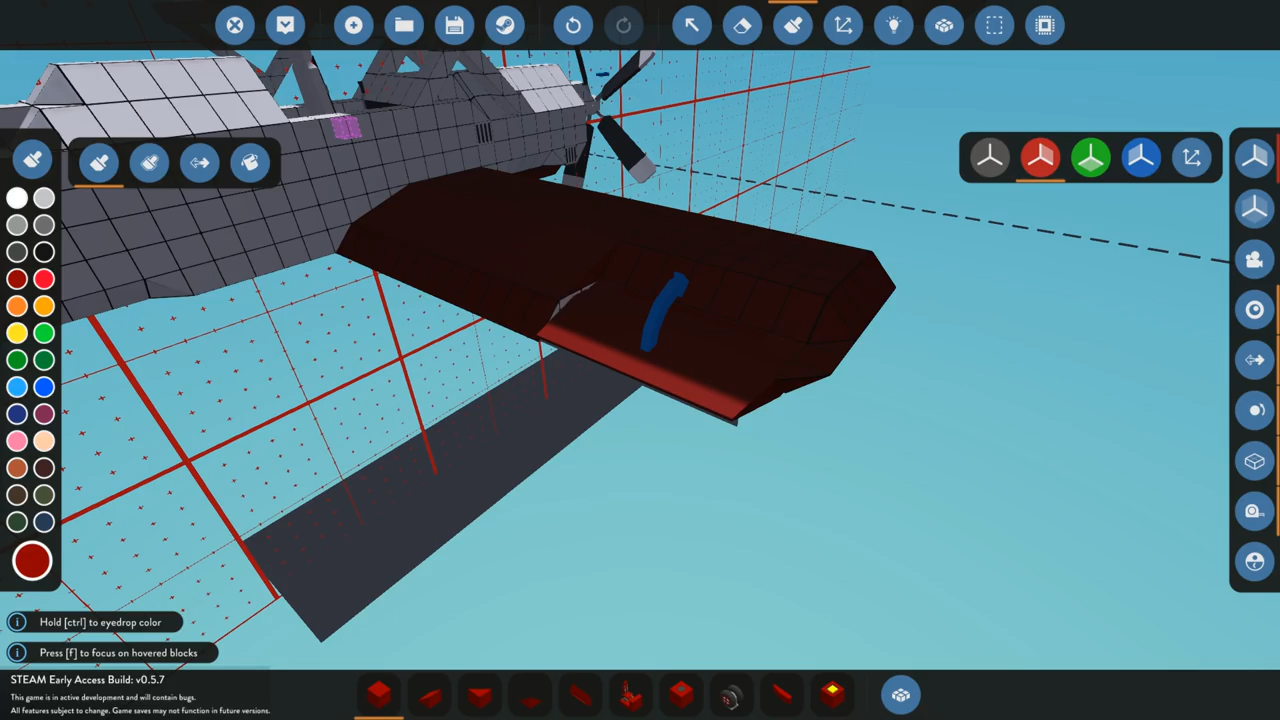 Hold [ctrl] to eyedrop color
Press [f] to focus on hovered blocks
STEAM Early Access Build: v0.5.7
This game is in active development and will contain bugs.
All features subject to change. Game saves may not function in future versions.